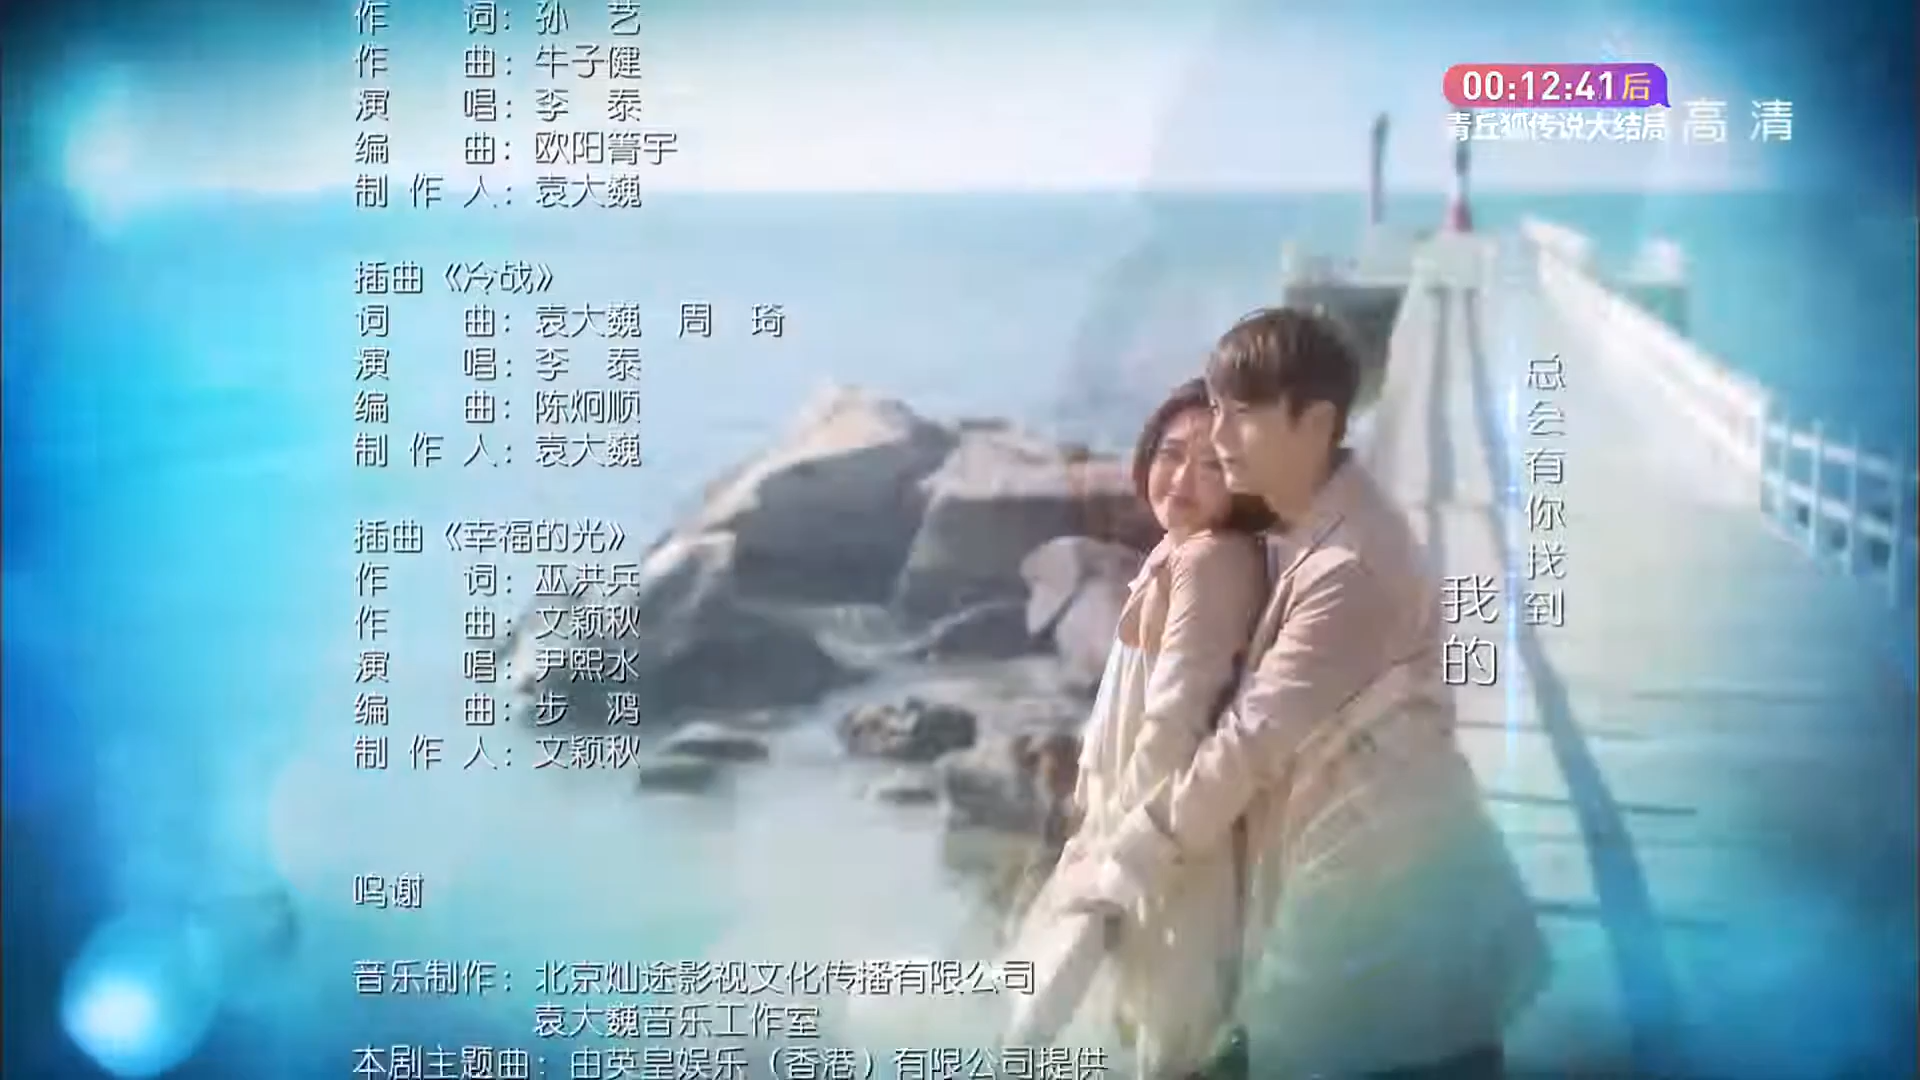 作 词：孙 艺
作 曲：牛子健
演 唱：李 泰
编 曲：欧阳箐宇
制 作 人：袁大巍
插曲《冷战》
词 曲：袁大巍 周 琦
演 唱：李 泰
编 曲：陈炯顺
制 作 人：袁大巍
插曲《幸福的光》
作 词：巫洪兵
作 曲：文颖秋
演 唱：尹熙水
编 曲：步 鸿
制 作 人：文颖秋
鸣谢
音乐制作：北京灿途影视文化传播有限公司
袁大巍音乐工作室
本剧主题曲：由英皇娱乐（香港）有限公司提供
00:12:41后
青丘狐传说大结局
高清
总会有你找到
我的